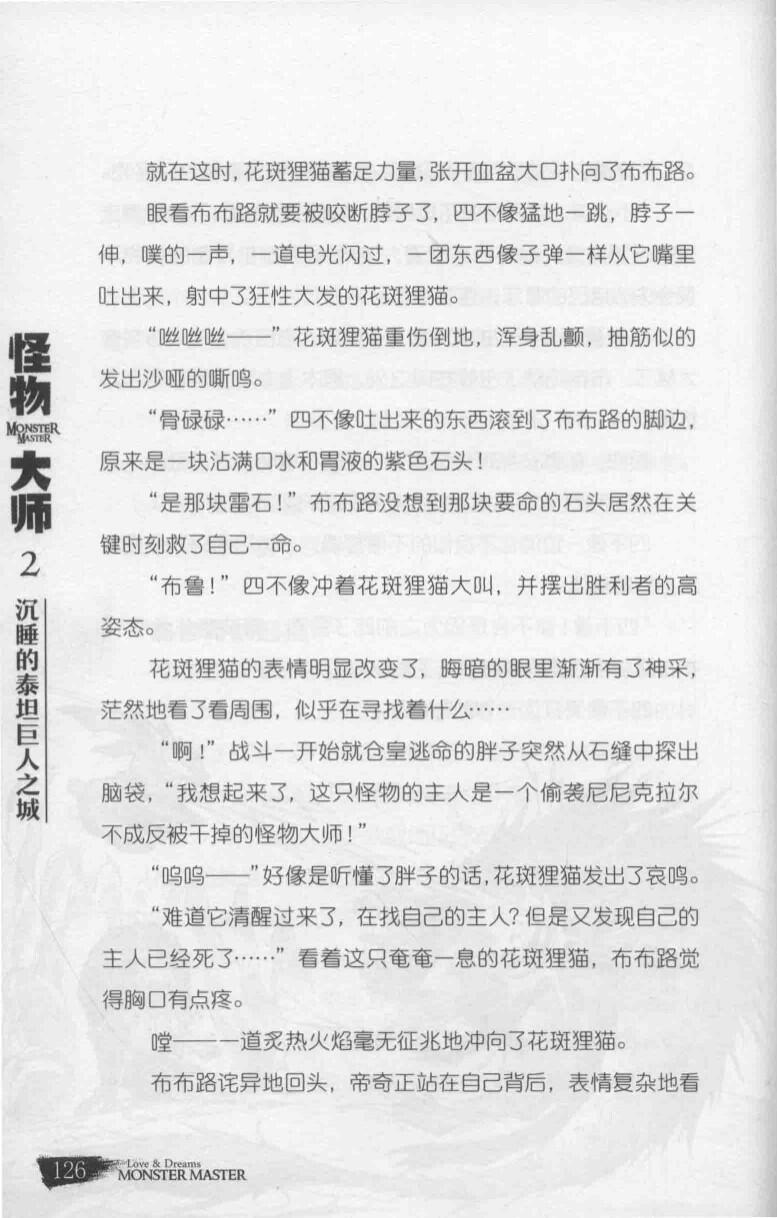 就在这时,花斑狸猫蓄足力量,张开血盆大口扑向了布布路。
眼看布布路就要被咬断脖子了，四不像猛地一跳，脖子一
伸，噗的一声，一道电光闪过，一团东西像子弹一样从它嘴里
吐出来，射中了狂性大发的花斑狸猫。
“咝咝咝——”花斑狸猫重伤倒地，浑身乱颤，抽筋似的
发出沙哑的嘶鸣。
“骨碌碌……”四不像吐出来的东西滚到了布布路的脚边，
原来是一块沾满口水和胃液的紫色石头！
“是那块雷石！”布布路没想到那块要命的石头居然在关
键时刻救了自己一命。
“布鲁！”四不像冲着花斑狸猫大叫，并摆出胜利者的高
姿态。
花斑狸猫的表情明显改变了，晦暗的眼里渐渐有了神采，
茫然地看了看周围，似乎在寻找着什么……
“啊！”战斗一开始就仓皇逃命的胖子突然从石缝中探出
脑袋，“我想起来了，这只怪物的主人是一个偷袭尼尼克拉尔
不成反被干掉的怪物大师！”
“呜呜——”好像是听懂了胖子的话,花斑狸猫发出了哀鸣。
“难道它清醒过来了，在找自己的主人？但是又发现自己的
主人已经死了……”看着这只奄奄一息的花斑狸猫，布布路觉
得胸口有点疼。
嘡——一道炙热火焰毫无征兆地冲向了花斑狸猫。
布布路诧异地回头，帝奇正站在自己背后，表情复杂地看
怪物
MONSTER
MASTER
大师
2
沉睡的泰坦巨人之城
126
Love & Dreams
MONSTER MASTER